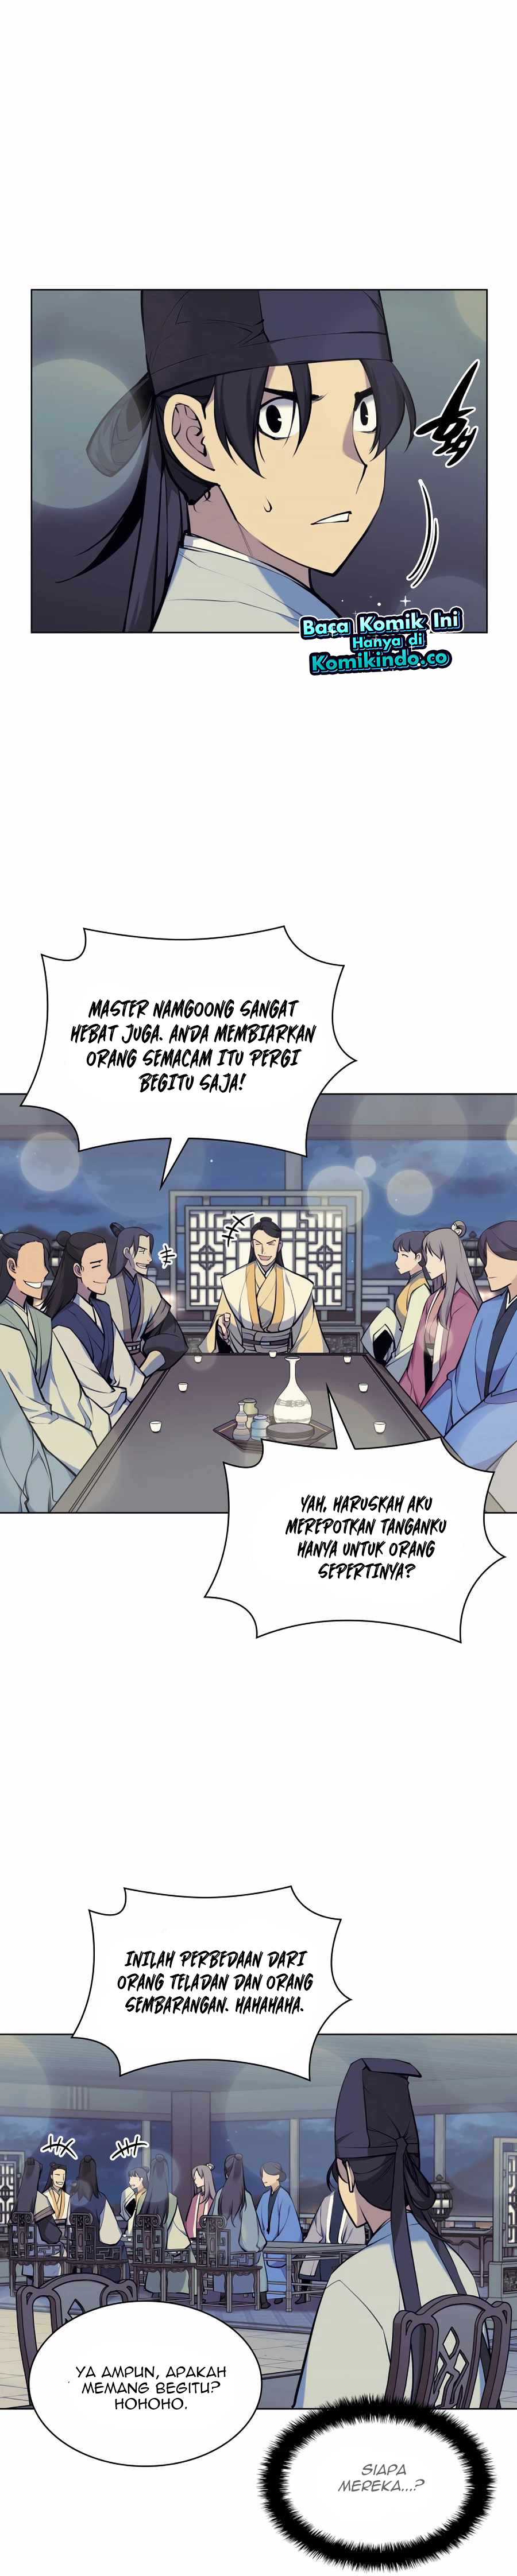 홱
Baca Komik Ini
Hanya di
Komikindo.co
MASTER NAMGOONG SANGAT
HEBAT JUGA. ANDA MEMBIARKAN
ORANG SEMACAM ITU PERGI
BEGITU SAJA!
YAH, HARUSKAH AKU
MEREPOTKAN TANGANKU
HANYA UNTUK ORANG
SEPERTINYA?
INILAH PERBEDAAN DARI
ORANG TELADAN DAN ORANG
SEMBARANGAN. HAHAHAHA.
YA AMPUN, APAKAH
MEMANG BEGITU?
HOHOHO.
SIAPA
MEREKA...?